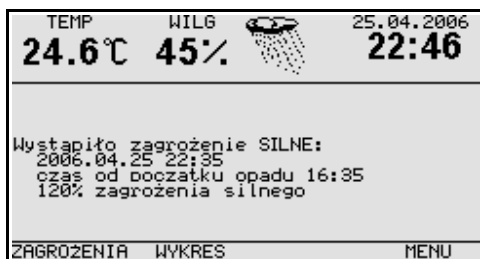 TEMP WILG 25.04.2006
24.6°C 45% 22:46
Wystąpiło zagrożenie SILNE:
2006.04.25 22:35
czas od początku opadu 16:35
120% zagrożenia silnego
ZAGROŻENIA WYKRES MENU